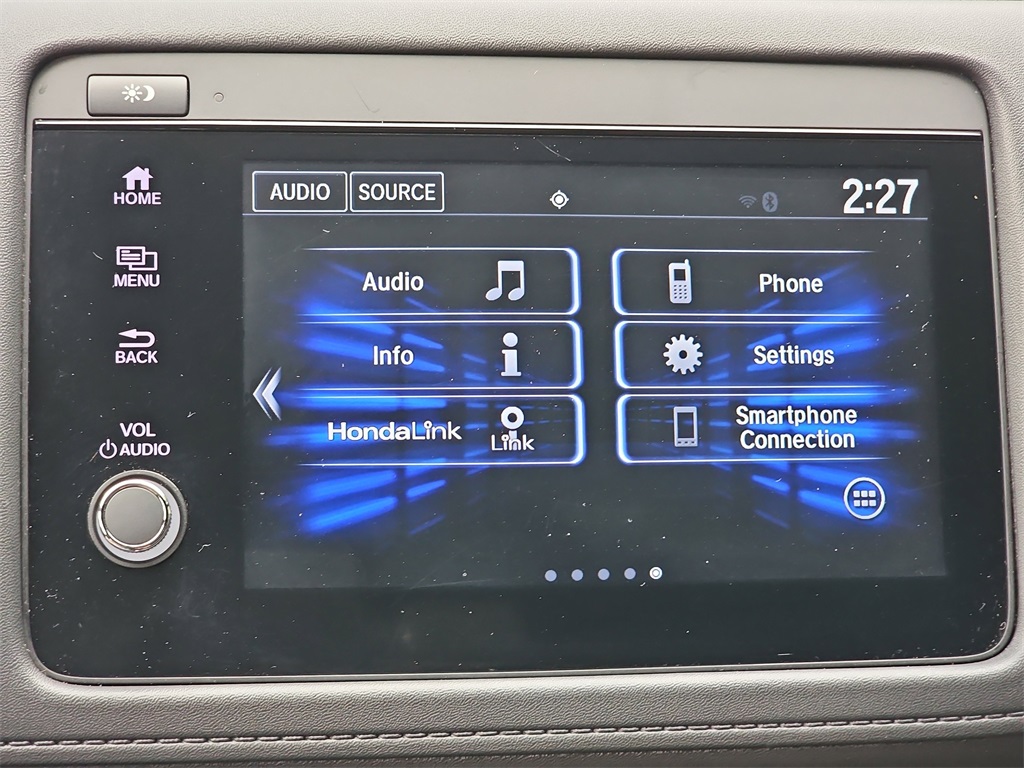 HOME
MENU
BACK
VOL
AUDIO
AUDIO SOURCE 2:27
Audio Phone
Info Settings
HondaLink Link Smartphone
Connection